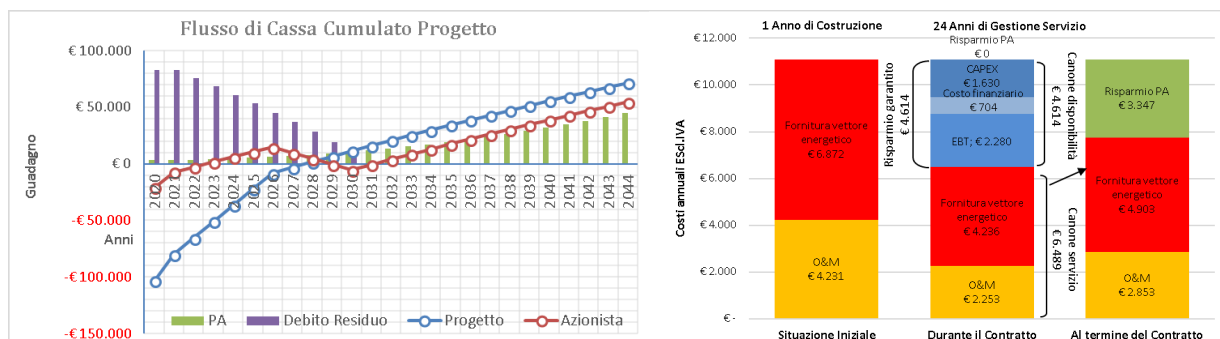 Flusso di Cassa Cumulato Progetto
€ 100.000
€ 50.000
€ 0
-€ 50.000
-€ 100.000
-€ 150.000
Guadagno
Anni
2020
2021
2022
2023
2024
2025
2026
2027
2028
2029
2030
2031
2032
2033
2034
2035
2036
2037
2038
2039
2040
2041
2042
2043
2044
PA
Debito Residuo
Progetto
Azionista
1 Anno di Costruzione
24 Anni di Gestione Servizio
Costi annuali EScl.IVA
€ 12.000
€ 10.000
€ 8.000
€ 6.000
€ 4.000
€ 2.000
€ -
Fornitura vettore
energetico
€ 6.872
O&M
€ 4.231
Risparmio garantito
€ 4.614
Risparmio PA
€ 0
CAPEX
€ 1.630
Costo finanziario
€ 704
EBT; € 2.280
Fornitura vettore
energetico
€ 4.236
O&M
€ 2.253
Canone disponibilità
€ 4.614
Canone servizio
€ 6.489
Risparmio PA
€ 3.347
Fornitura vettore
energetico
€ 4.903
O&M
€ 2.853
Situazione Iniziale
Durante il Contratto
Al termine del Contratto